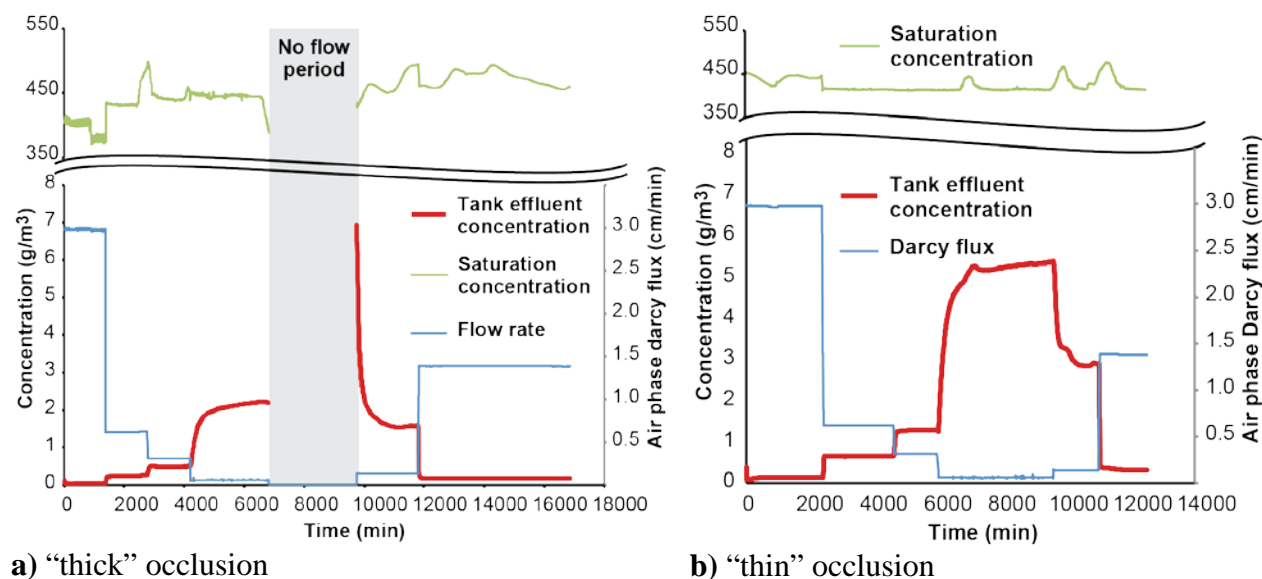 550
450
350
No flow
period
8
7
6
5
4
3
2
1
0
Concentration (g/m³)
Tank effluent
concentration
Saturation
concentration
Flow rate
3.0
2.5
2.0
1.5
1.0
0.5
Air phase darcy flux (cm/min)
0 2000 4000 6000 8000 10000 12000 14000 16000 18000
Time (min)
a) “thick” occlusion
550
450
350
Saturation
concentration
8
7
6
5
4
3
2
1
0
Concentration (g/m³)
Tank effluent
concentration
Darcy flux
3.0
2.5
2.0
1.5
1.0
0.5
Air phase Darcy flux (cm/min)
0 2000 4000 6000 8000 10000 12000 14000
Time (min)
b) “thin” occlusion